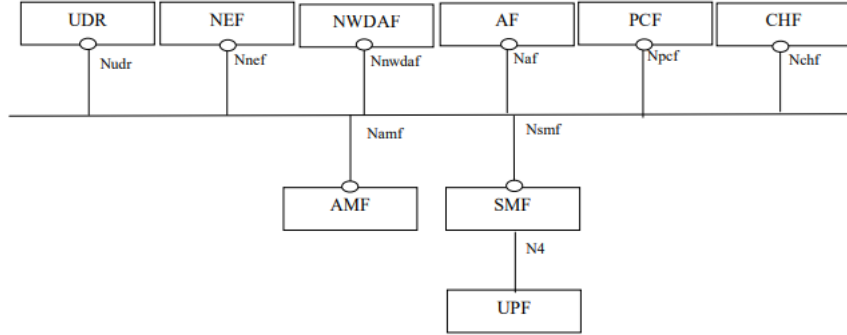 UDR NEF NWDAF AF PCF CHF
Nudr Nnef Nnwdaf Naf Npcf Nchf
Namf Nsmf
AMF SMF
N4
UPF